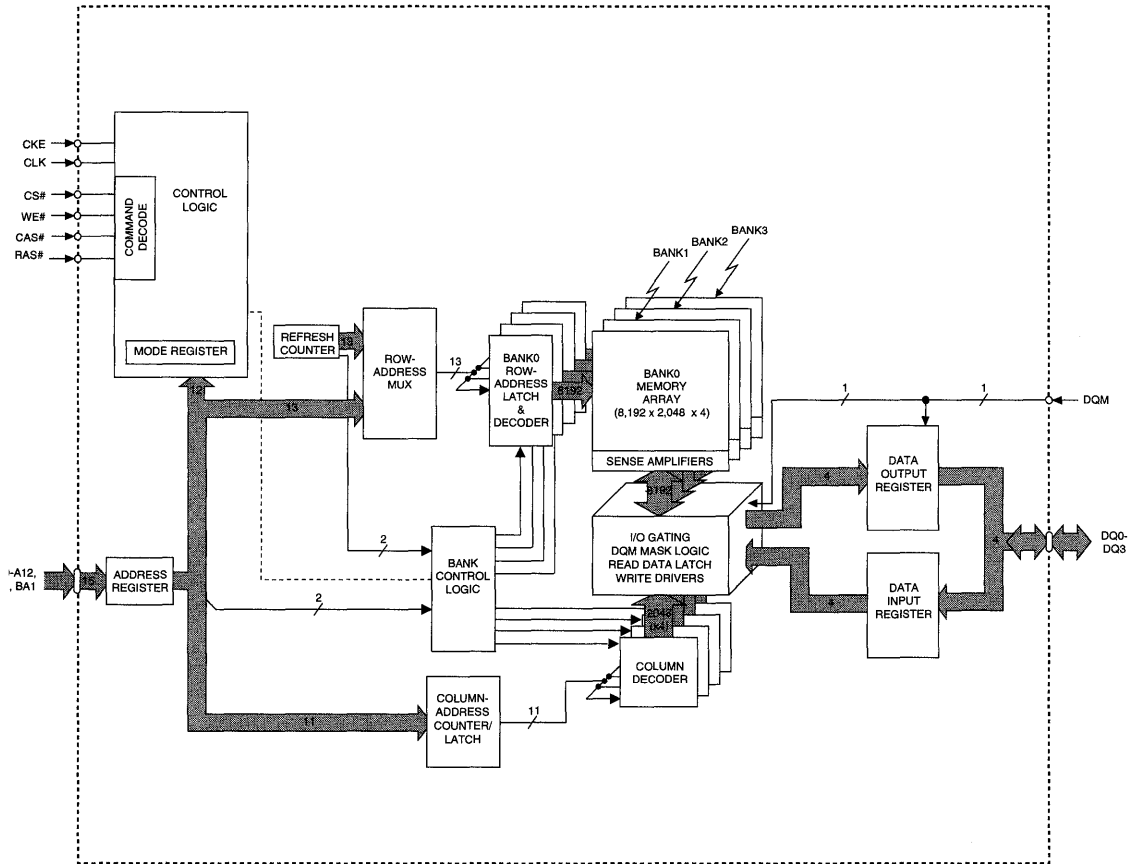 CKE
CLK
CS#
WE#
CAS#
RAS#
COMMAND
DECODE
CONTROL
LOGIC
MODE REGISTER
12
BANK3
BANK2
BANK1
REFRESH
COUNTER
13
ROW-
ADDRESS
MUX
13
13
BANK0
ROW-
ADDRESS
LATCH
&
DECODER
8192
BANK0
MEMORY
ARRAY
(8,192 x 2,048 x 4)
SENSE AMPLIFIERS
8192
1
1
DQM
DATA
OUTPUT
REGISTER
4
4
DQ0-
DQ3
I/O GATING
DQM MASK LOGIC
READ DATA LATCH
WRITE DRIVERS
4
DATA
INPUT
REGISTER
2
BANK
CONTROL
LOGIC
2
-A12,
, BA1
15
ADDRESS
REGISTER
2048
(x4)
COLUMN
DECODER
11
COLUMN-
ADDRESS
COUNTER/
LATCH
11